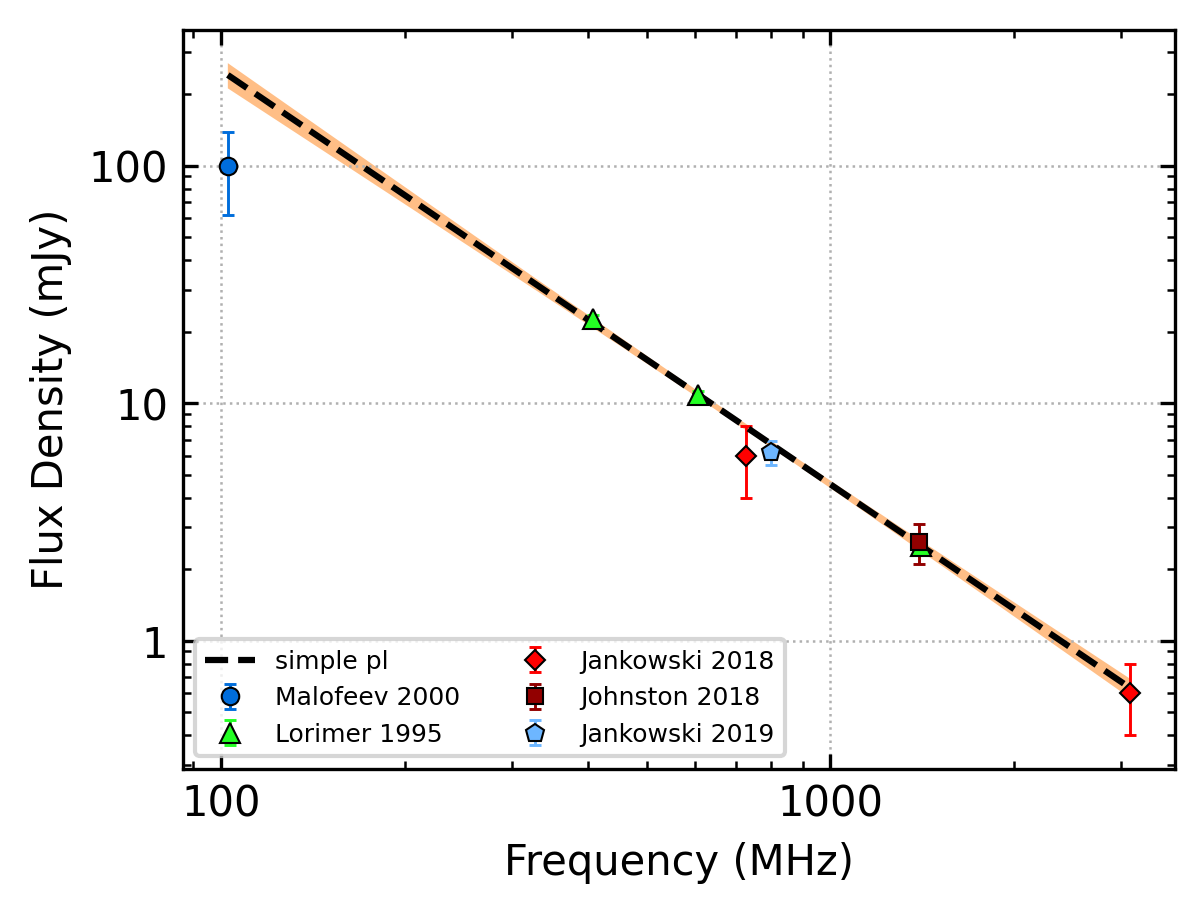 Flux Density (mJy)
100
10
1
simple pl
Malofeev 2000
Lorimer 1995
Jankowski 2018
Johnston 2018
Jankowski 2019
100
1000
Frequency (MHz)